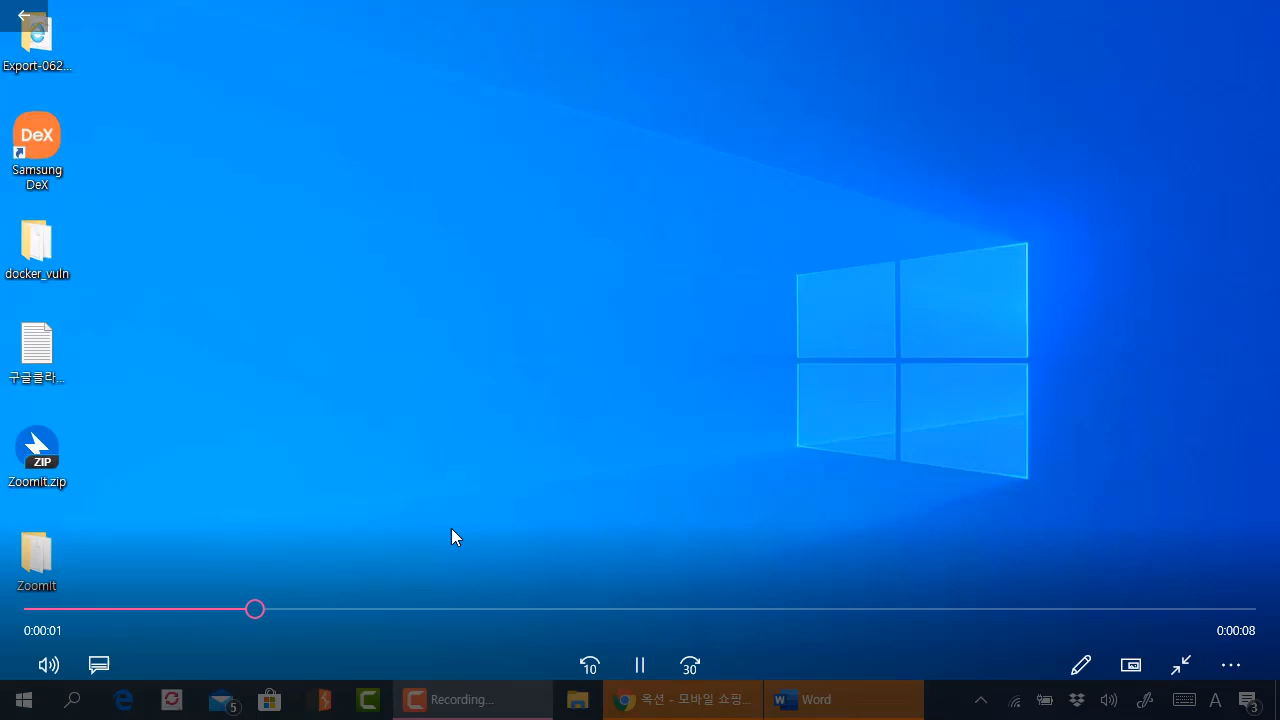 Export-062...
DeX
Samsung
DeX
docker_vuln
구글클라...
ZIP
ZoomIt.zip
ZoomIt
0:00:01
0:00:08
10
30
5
Recording...
옥션 - 모바일 쇼핑...
W
Word
A
3